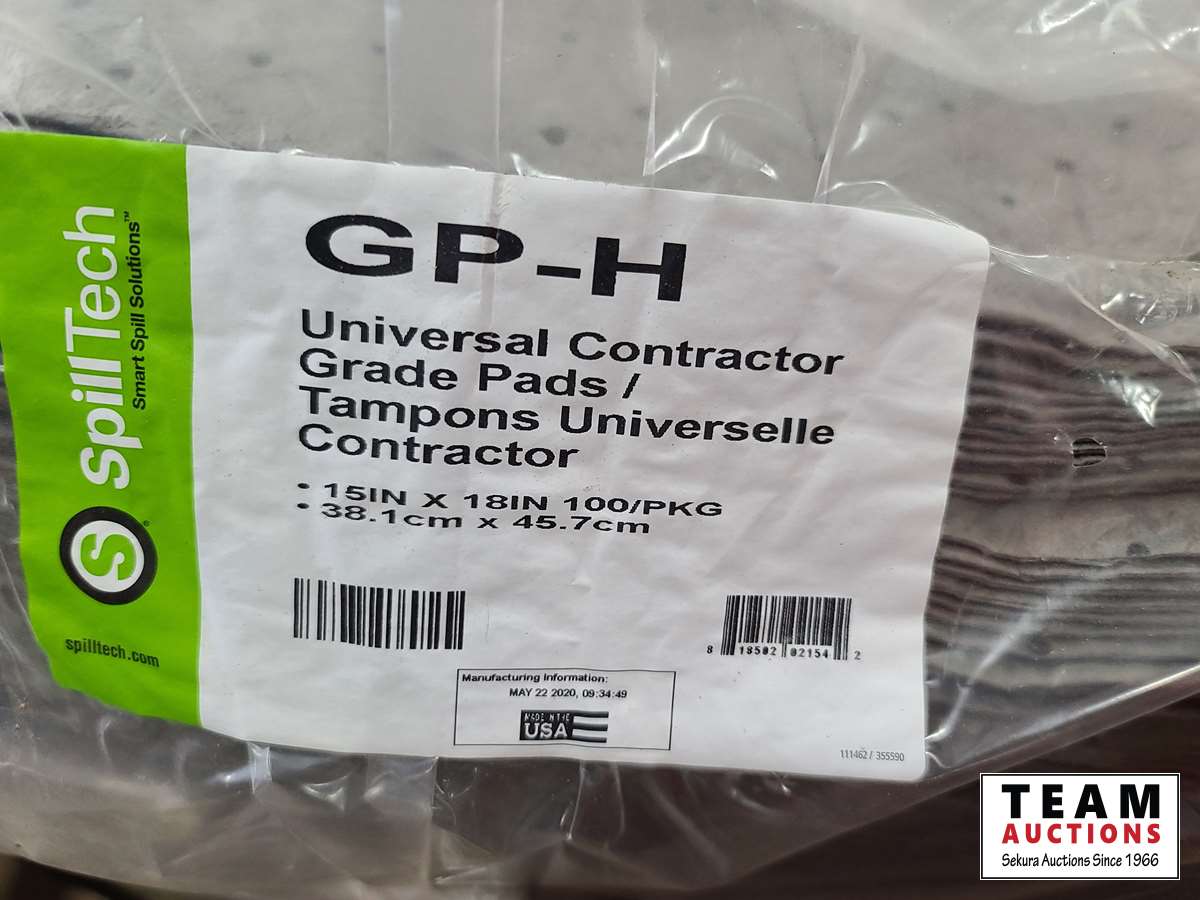 SpillTech
Smart Spill Solutions™
S
®
spilltech.com
GP-H
Universal Contractor
Grade Pads /
Tampons Universelle
Contractor
• 15IN X 18IN 100/PKG
• 38.1cm x 45.7cm
8 18502 02154 2
Manufacturing Information:
MAY 22 2020, 09:34:49
MADE IN THE
USA
111462 / 355590
TEAM
AUCTIONS
Sekura Auctions Since 1966